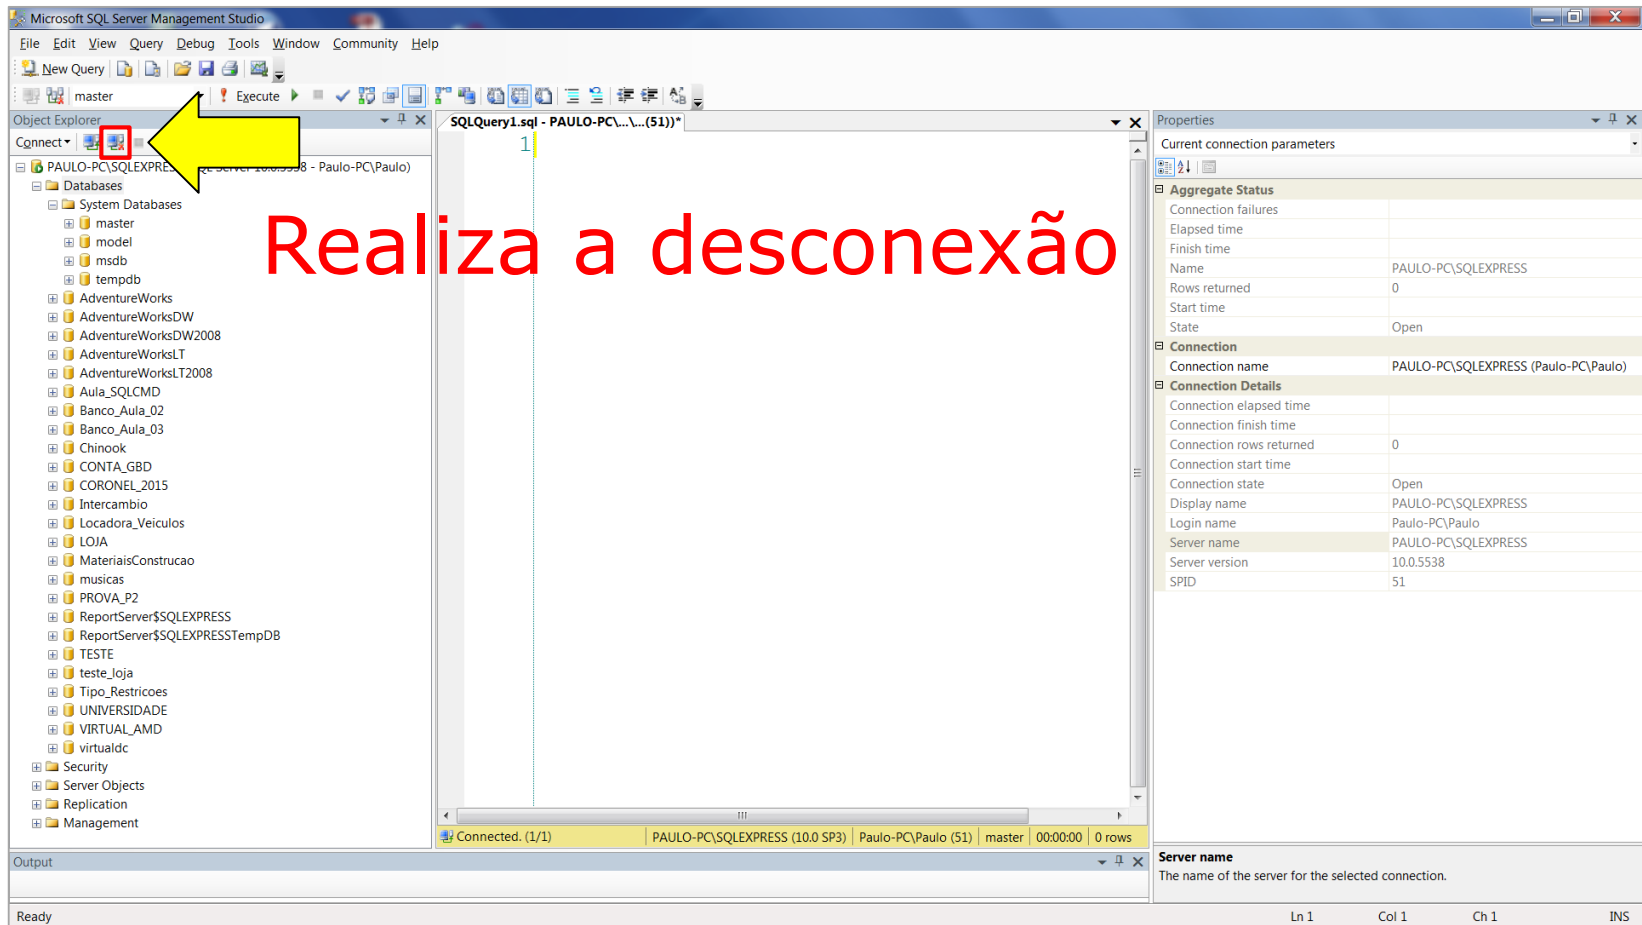 Microsoft SQL Server Management Studio
File Edit View Query Debug Tools Window Community Help
New Query
master Execute
Object Explorer
Connect
PAULO-PC\SQLEXPRE
- Paulo-PC\Paulo)
Databases
System Databases
master
model
msdb
tempdb
AdventureWorks
AdventureWorksDW
AdventureWorksDW2008
AdventureWorksLT
AdventureWorksLT2008
Aula_SQLCMD
Banco_Aula_02
Banco_Aula_03
Chinook
CONTA_GBD
CORONEL_2015
Intercambio
Locadora_Veiculos
LOJA
MateriaisConstrucao
musicas
PROVA_P2
ReportServer$SQLEXPRESS
ReportServer$SQLEXPRESSTempDB
TESTE
teste_loja
Tipo_Restricoes
UNIVERSIDADE
VIRTUAL_AMD
virtualdc
Security
Server Objects
Replication
Management
SQLQuery1.sql - PAULO-PC\...\...(51))*
1
Realiza a desconexão
Connected. (1/1) PAULO-PC\SQLEXPRESS (10.0 SP3) Paulo-PC\Paulo (51) master 00:00:00 0 rows
Properties
Current connection parameters
Aggregate Status
Connection failures
Elapsed time
Finish time
Name PAULO-PC\SQLEXPRESS
Rows returned 0
Start time
State Open
Connection
Connection name PAULO-PC\SQLEXPRESS (Paulo-PC\Paulo)
Connection Details
Connection elapsed time
Connection finish time
Connection rows returned 0
Connection start time
Connection state Open
Display name PAULO-PC\SQLEXPRESS
Login name Paulo-PC\Paulo
Server name PAULO-PC\SQLEXPRESS
Server version 10.0.5538
SPID 51
Server name
The name of the server for the selected connection.
Output
Ready Ln 1 Col 1 Ch 1 INS